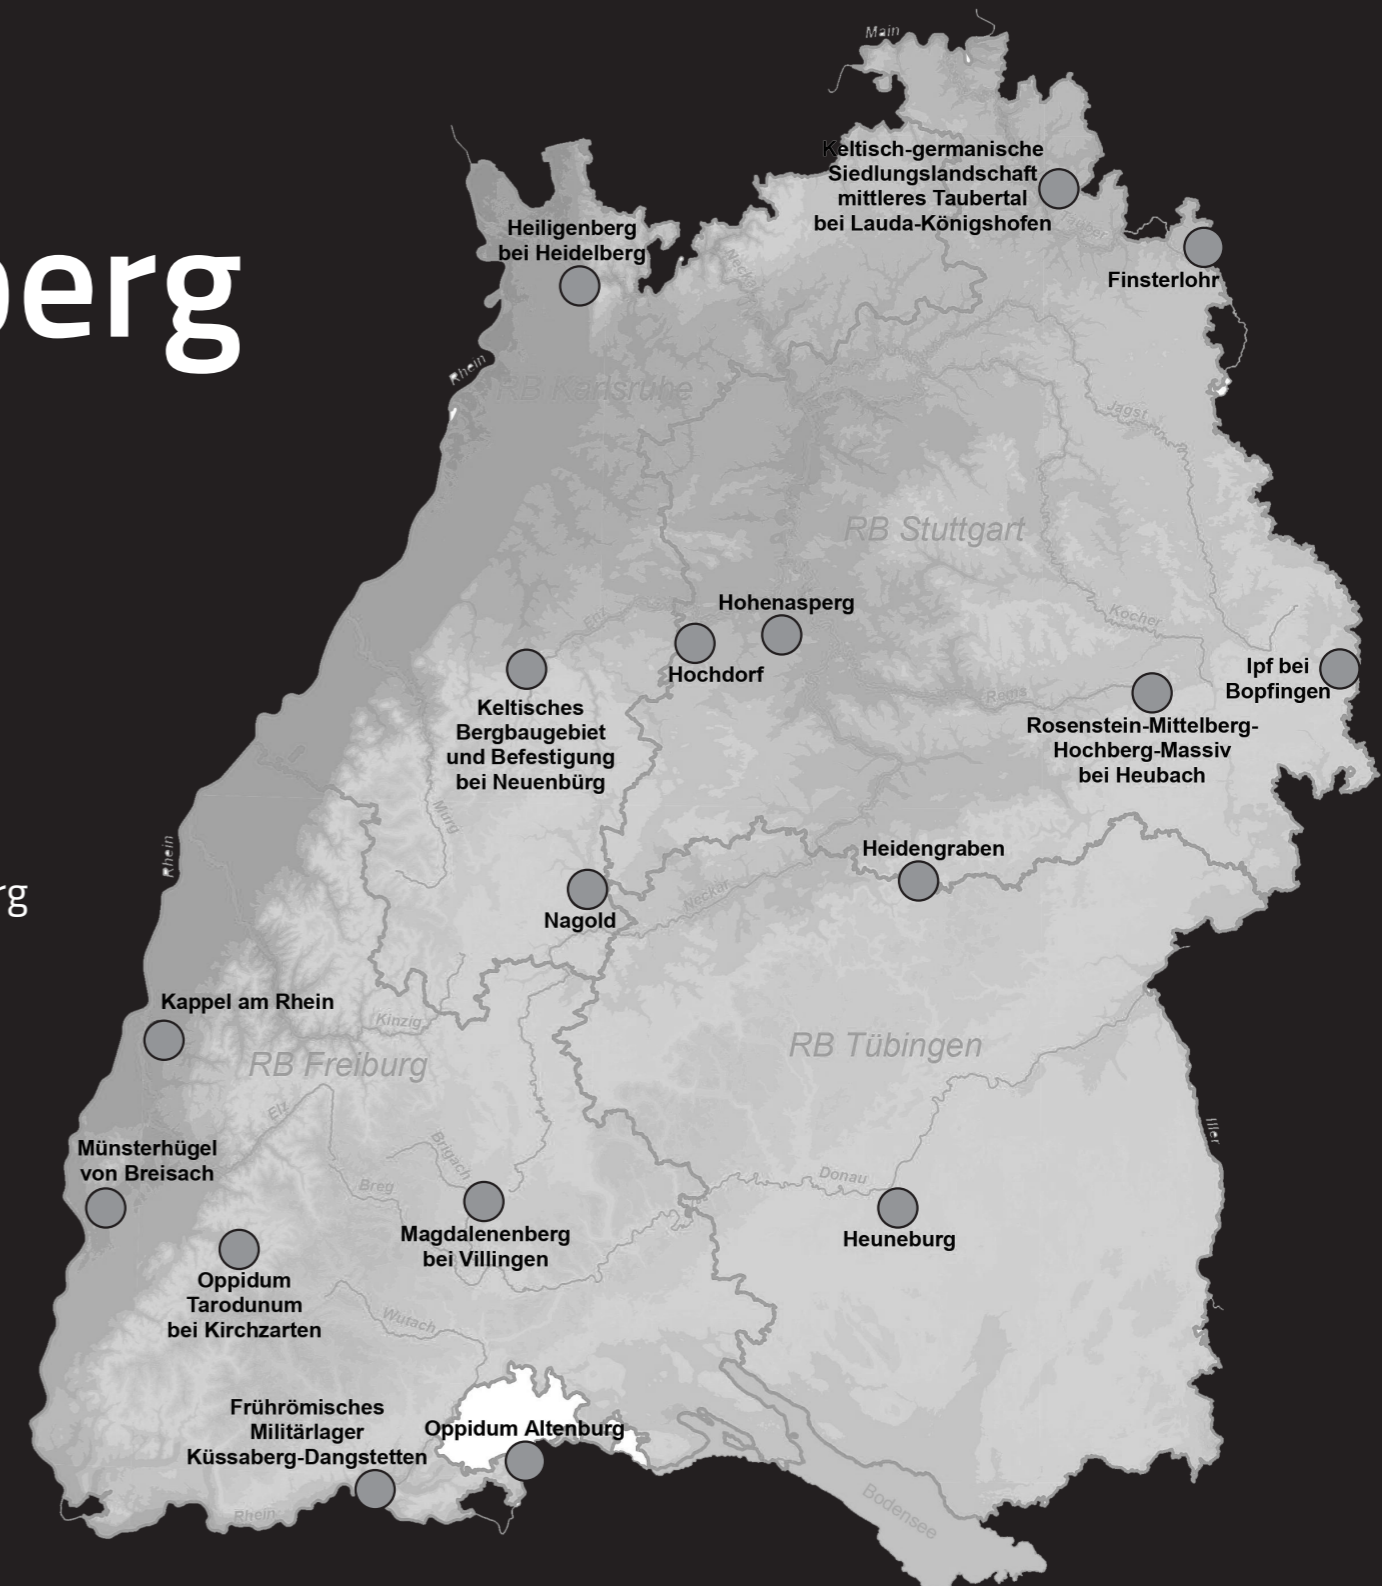 Main
Keltisch-germanische
Siedlungslandschaft
mittleres Taubertal
bei Lauda-Königshofen
Tauber
Heiligenberg
bei Heidelberg
Neckar
Finsterlohr
berg
Rhein
RB Karlsruhe
Jagst
RB Stuttgart
Hohenasperg
Enz
Kocher
Hochdorf
Ipf bei
Bopfingen
Rems
Keltisches
Bergbaugebiet
und Befestigung
bei Neuenbürg
Rosenstein-Mittelberg-
Hochberg-Massiv
bei Heubach
Murg
Rhein
Heidengraben
rg
Neckar
Nagold
Kappel am Rhein
Kinzig
RB Freiburg
RB Tübingen
Elz
Iller
Münsterhügel
von Breisach
Brigach
Breg
Donau
Magdalenenberg
bei Villingen
Heuneburg
Oppidum
Tarodunum
bei Kirchzarten
Wutach
Frührömisches
Militärlager
Küssaberg-Dangstetten
Oppidum Altenburg
Rhein
Bodensee